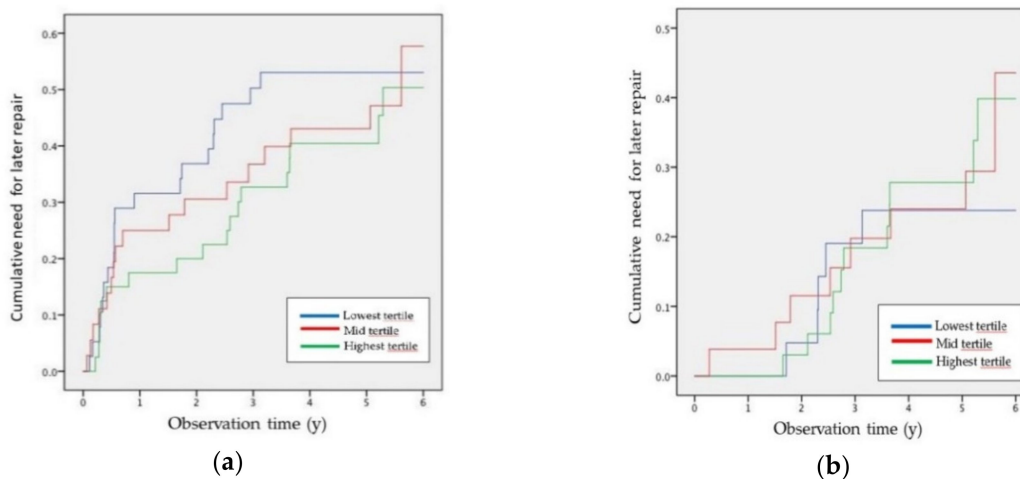 0.6
0.5
0.4
0.3
0.2
0.1
0.0
Cumulative need for later repair
0 1 2 3 4 5 6
Observation time (y)
Lowest tertile
Mid tertile
Highest tertile
(a)
0.5
0.4
0.3
0.2
0.1
0.0
Cumulative need for later repair
0 1 2 3 4 5 6
Observation time (y)
Lowest tertile
Mid tertile
Highest tertile
(b)